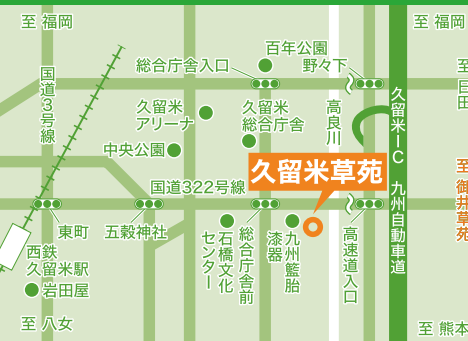 至 福岡
至 福岡
百年公園
総合庁舎入口
野々下
至
日
田
国道3号線
久留米
アリーナ
久留米
総合庁舎
高良川
久留米IC
中央公園
久留米草苑
至
御井草苑
国道322号線
九州自動車道
東町
五穀神社
石橋文化
センター
総合庁舎前
九州籃胎
漆器
高速道入口
西鉄
久留米駅
岩田屋
至 八女
至 熊本